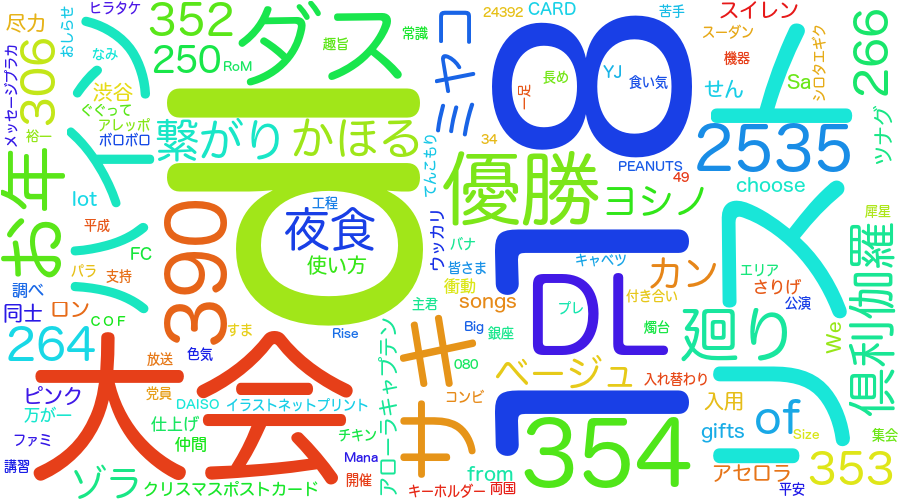 ヒラタケ
尽力
おしらせ
352
ダス
常識
趣旨
ミヤコ
24392
CARD
苦手
スイレン
スーダン
306
なみ
250
RoM
8
長め
YJ
食い気
機器
せん
Sa
シロタエギク
266
メッセージプラカ
渋谷
ぐぐって
アレッポ
ボロボロ
裕一
繋がり
かほる
てんこもり
一足
34
PEANUTS
49
2535
ツナグ
お年
lot
工程
夜食
優勝
ヨシノ
choose
犀星
平成
390
使い方
ウッカリ
バナ
皆さま
キャベツ
カン
エリア
倶利伽羅
FC
パラ
支持
調べ
衝動
songs
付き合い
さりげ
公演
同士
ロン
COF
主君
DL
プレ
燭台
廻り
We
264
すま
Rise
Big
銀座
放送
色気
サキ
080
アローラキャプテン
ベージュ
入れ替わり
ピンク
大会
党員
コンビ
入用
万が一
DAISO
イラストネットプリント
354
gifts
of
Size
集会
ファミ
仕上げ
仲間
チキン
Mana
講習
ゾラ
開催
from
アセロラ
353
クリスマスポストカード
キーホルダー
両国
平安